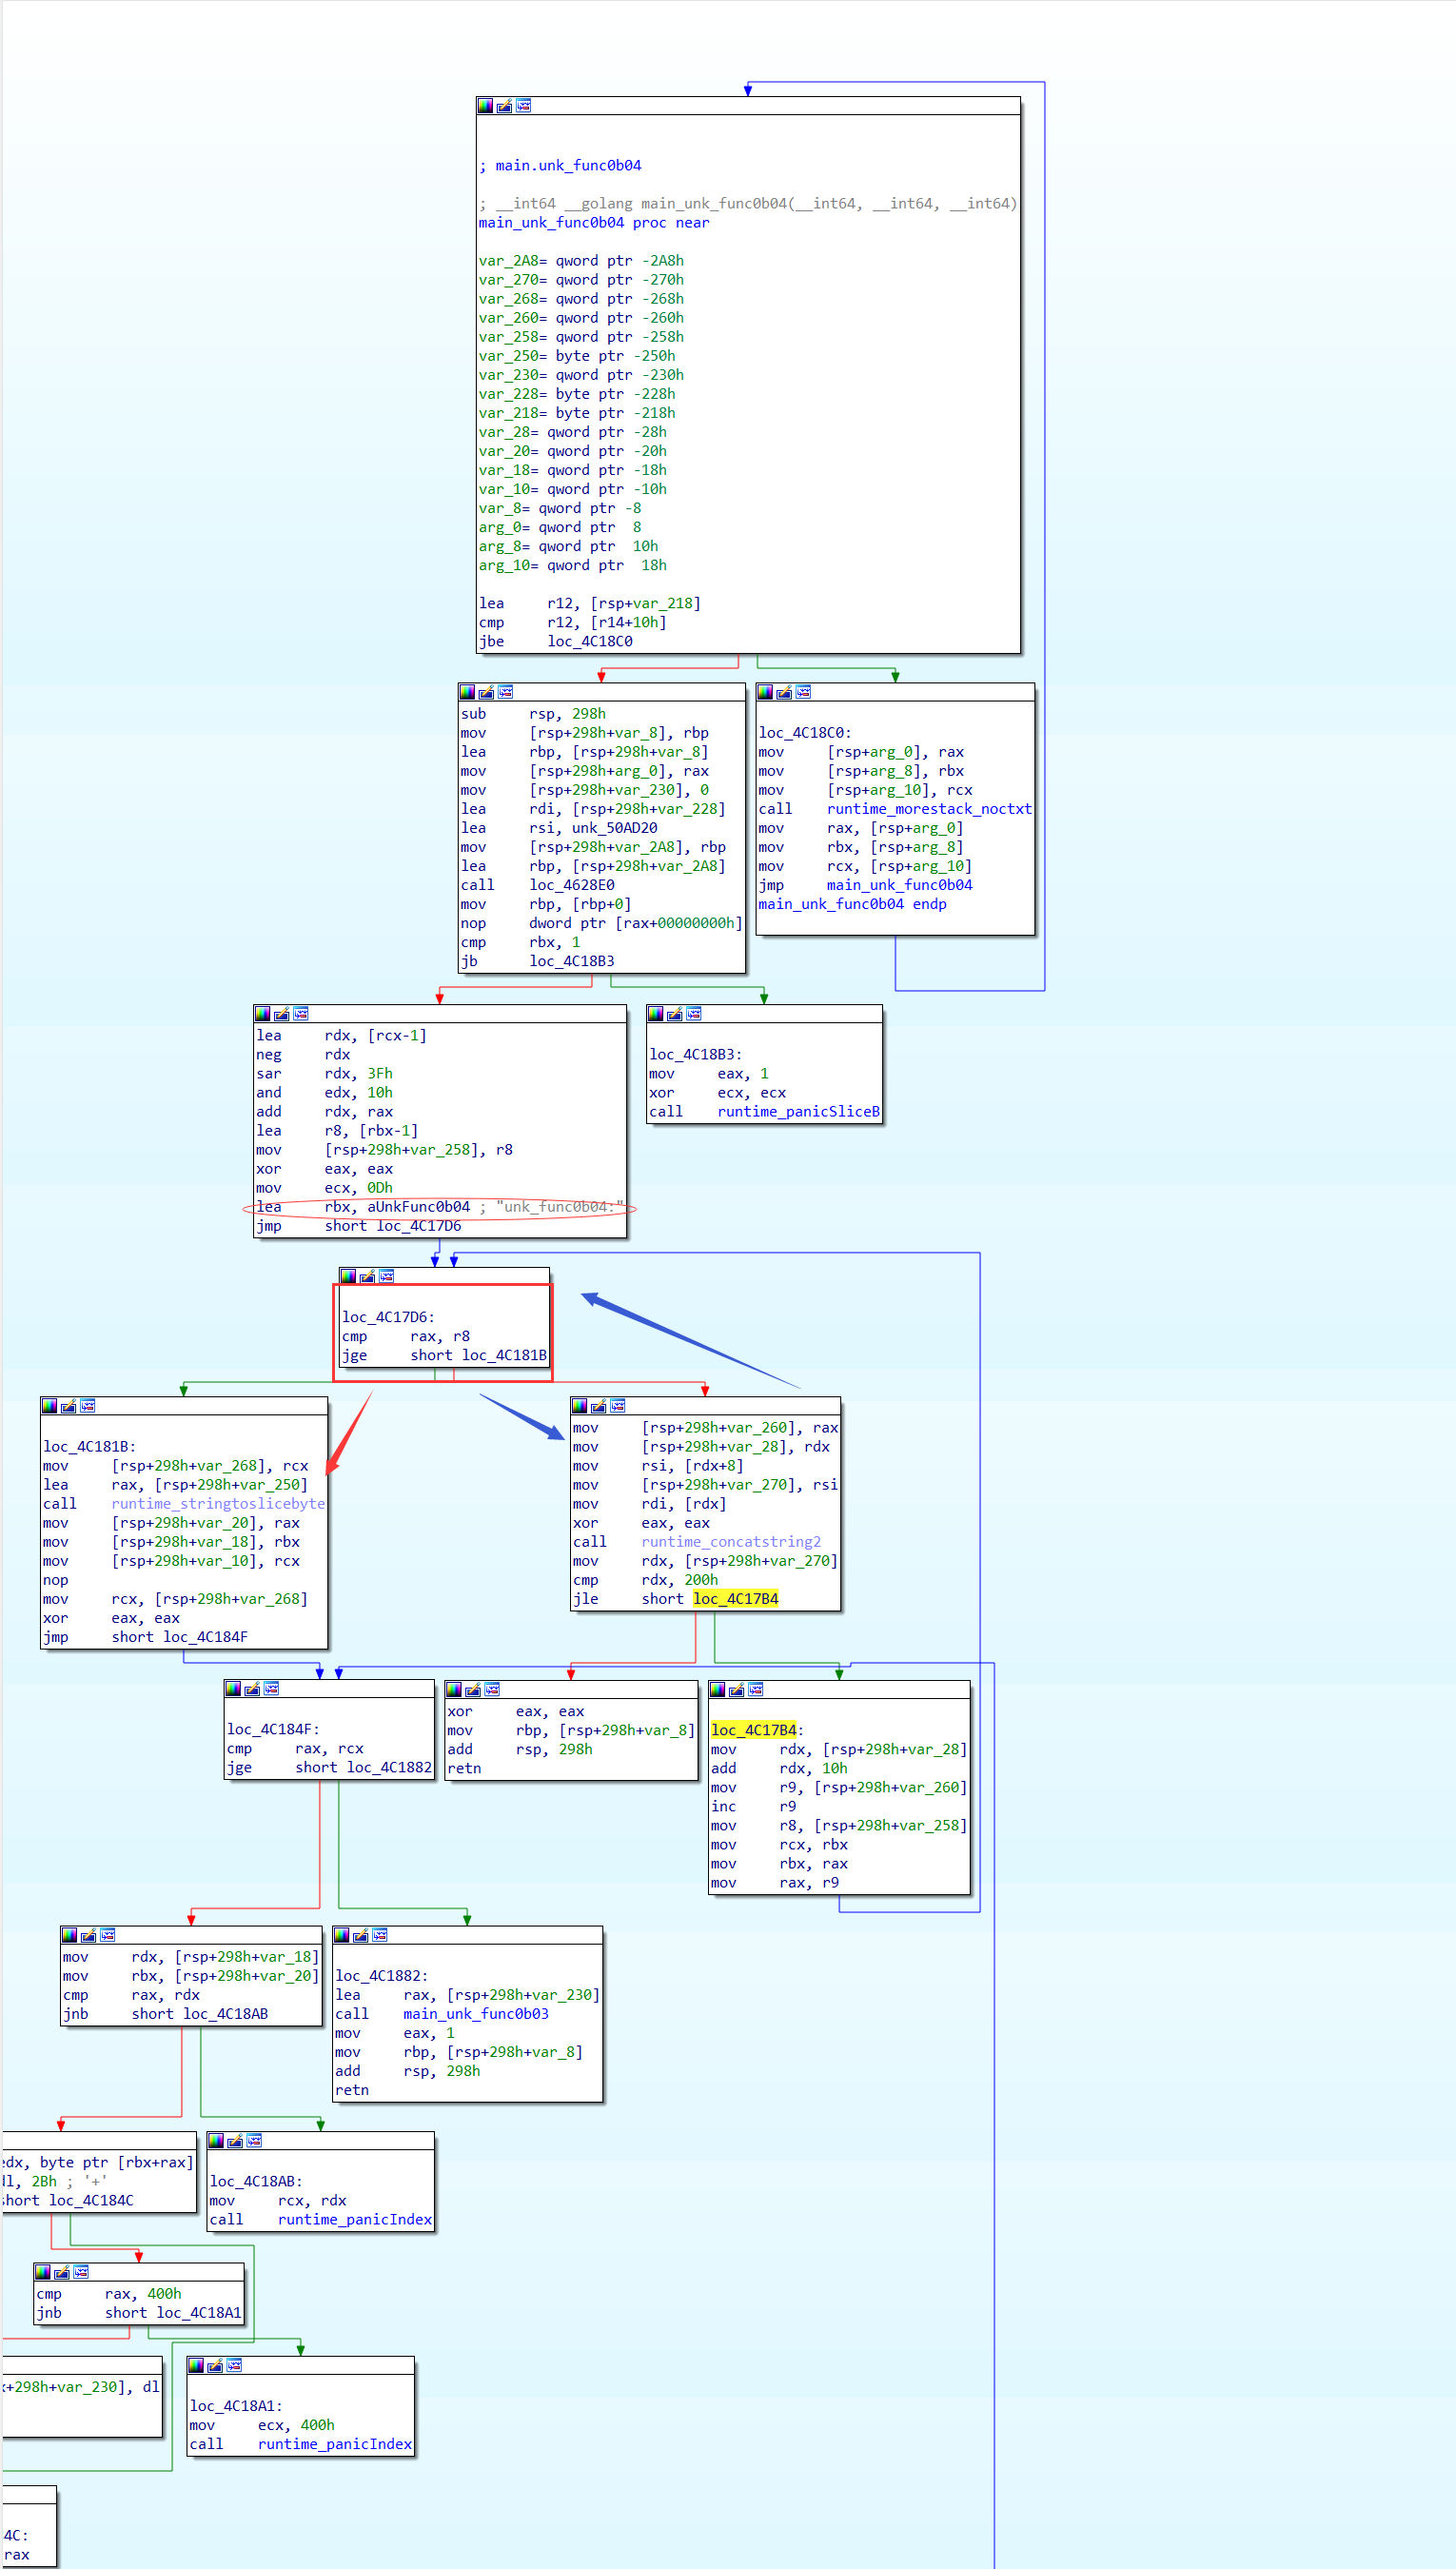 ; main.unk_func0b04
; __int64 __golang main_unk_func0b04(__int64, __int64, __int64)
main_unk_func0b04 proc near
var_2A8= qword ptr -2A8h
var_270= qword ptr -270h
var_268= qword ptr -268h
var_260= qword ptr -260h
var_258= qword ptr -258h
var_250= byte ptr -250h
var_230= qword ptr -230h
var_228= byte ptr -228h
var_218= byte ptr -218h
var_28= qword ptr -28h
var_20= qword ptr -20h
var_18= qword ptr -18h
var_10= qword ptr -10h
var_8= qword ptr -8
arg_0= qword ptr  8
arg_8= qword ptr  10h
arg_10= qword ptr  18h
lea     r12, [rsp+var_218]
cmp     r12, [r14+10h]
jbe     loc_4C18C0
sub     rsp, 298h
mov     [rsp+298h+var_8], rbp
lea     rbp, [rsp+298h+var_8]
mov     [rsp+298h+arg_0], rax
mov     [rsp+298h+var_230], 0
lea     rdi, [rsp+298h+var_228]
lea     rsi, unk_50AD20
mov     [rsp+298h+var_2A8], rbp
lea     rbp, [rsp+298h+var_2A8]
call    loc_4628E0
mov     rbp, [rbp+0]
nop     dword ptr [rax+00000000h]
cmp     rbx, 1
jb      loc_4C18B3
loc_4C18C0:
mov     [rsp+arg_0], rax
mov     [rsp+arg_8], rbx
mov     [rsp+arg_10], rcx
call    runtime_morestack_noctxt
mov     rax, [rsp+arg_0]
mov     rbx, [rsp+arg_8]
mov     rcx, [rsp+arg_10]
jmp     main_unk_func0b04
main_unk_func0b04 endp
lea     rdx, [rcx-1]
neg     rdx
sar     rdx, 3Fh
and     edx, 10h
add     rdx, rax
lea     r8, [rbx-1]
mov     [rsp+298h+var_258], r8
xor     eax, eax
mov     ecx, 0Dh
lea     rbx, aUnkFunc0b04 ; "unk_func0b04:"
jmp     short loc_4C17D6
loc_4C18B3:
mov     eax, 1
xor     ecx, ecx
call    runtime_panicSliceB
loc_4C17D6:
cmp     rax, r8
jge     short loc_4C181B
loc_4C181B:
mov     [rsp+298h+var_268], rcx
lea     rax, [rsp+298h+var_250]
call    runtime_stringtoslicebyte
mov     [rsp+298h+var_20], rax
mov     [rsp+298h+var_18], rbx
mov     [rsp+298h+var_10], rcx
nop
mov     rcx, [rsp+298h+var_268]
xor     eax, eax
jmp     short loc_4C184F
mov     [rsp+298h+var_260], rax
mov     [rsp+298h+var_28], rdx
mov     rsi, [rdx+8]
mov     [rsp+298h+var_270], rsi
mov     rdi, [rdx]
xor     eax, eax
call    runtime_concatstring2
mov     rdx, [rsp+298h+var_270]
cmp     rdx, 200h
jle     short loc_4C17B4
loc_4C184F:
cmp     rax, rcx
jge     short loc_4C1882
xor     eax, eax
mov     rbp, [rsp+298h+var_8]
add     rsp, 298h
retn
loc_4C17B4:
mov     rdx, [rsp+298h+var_28]
add     rdx, 10h
mov     r9, [rsp+298h+var_260]
inc     r9
mov     r8, [rsp+298h+var_258]
mov     rcx, rbx
mov     rbx, rax
mov     rax, r9
mov     rdx, [rsp+298h+var_18]
mov     rbx, [rsp+298h+var_20]
cmp     rax, rdx
jnb     short loc_4C18AB
loc_4C1882:
lea     rax, [rsp+298h+var_230]
call    main_unk_func0b03
mov     eax, 1
mov     rbp, [rsp+298h+var_8]
add     rsp, 298h
retn
edx, byte ptr [rbx+rax]
dl, 2Bh ; '+'
short loc_4C184C
loc_4C18AB:
mov     rcx, rdx
call    runtime_panicIndex
cmp     rax, 400h
jnb     short loc_4C18A1
+298h+var_230], dl
loc_4C18A1:
mov     ecx, 400h
call    runtime_panicIndex
4C:
rax